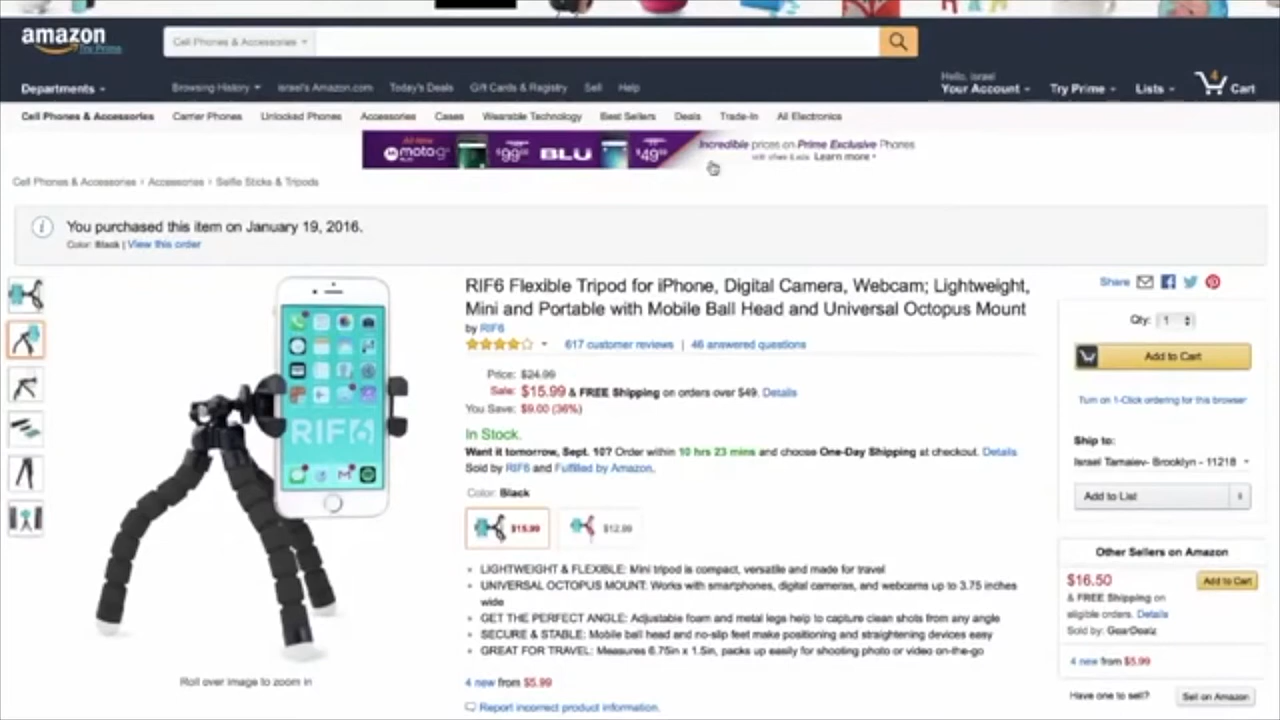 amazon
Try Prime
Cell Phones & Accessories
Departments
Browsing History
Israel's Amazon.com
Today's Deals
Gift Cards & Registry
Sell
Help
Hello, Israel
Your Account
Try Prime
Lists
4
Cart
Cell Phones & Accessories
Carrier Phones
Unlocked Phones
Accessories
Cases
Wearable Technology
Best Sellers
Deals
Trade-In
All Electronics
moto g
$99
BLU
$49
Incredible prices on Prime Exclusive Phones
Learn more
Cell Phones & Accessories › Accessories › Selfie Sticks & Tripods
You purchased this item on January 19, 2016.
Color: Black | View this order
RIF6
Roll over image to zoom in
RIF6 Flexible Tripod for iPhone, Digital Camera, Webcam; Lightweight,
Mini and Portable with Mobile Ball Head and Universal Octopus Mount
by RIF6
617 customer reviews | 46 answered questions
Price: $24.99
Sale: $15.99 & FREE Shipping on orders over $49. Details
You Save: $9.00 (36%)
In Stock.
Want it tomorrow, Sept. 10? Order within 10 hrs 23 mins and choose One-Day Shipping at checkout. Details
Sold by RIF6 and Fulfilled by Amazon.
Color: Black
$15.99
$12.99
LIGHTWEIGHT & FLEXIBLE: Mini tripod is compact, versatile and made for travel
UNIVERSAL OCTOPUS MOUNT: Works with smartphones, digital cameras, and webcams up to 3.75 inches
wide
GET THE PERFECT ANGLE: Adjustable foam and metal legs help to capture clean shots from any angle
SECURE & STABLE: Mobile ball head and no-slip feet make positioning and straightening devices easy
GREAT FOR TRAVEL: Measures 6.75in x 1.5in, packs up easily for shooting photo or video on-the-go
4 new from $5.99
Report incorrect product information.
Share
Qty: 1
Add to Cart
Turn on 1-Click ordering for this browser
Ship to:
Israel Tamaiev- Brooklyn - 11218
Add to List
Other Sellers on Amazon
$16.50
Add to Cart
& FREE Shipping on
eligible orders. Details
Sold by: GearDealz
4 new from $5.99
Have one to sell?
Sell on Amazon